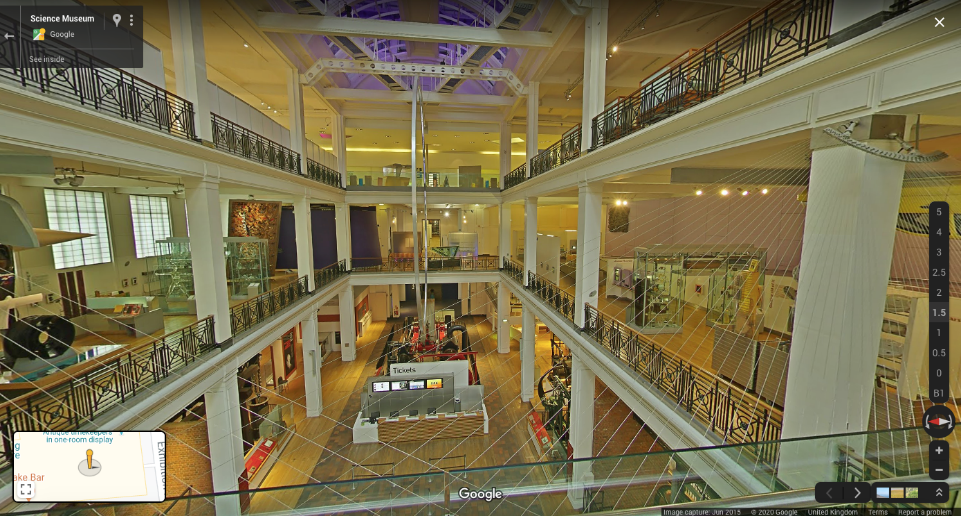 Science Museum
Google
See inside
5
4
3
2.5
2
1.5
1
0.5
0
B1
Tickets
Antique timekeepers
in one-room display
ake Bar
Google
Image capture: Jun 2015 © 2020 Google United Kingdom Terms Report a problem